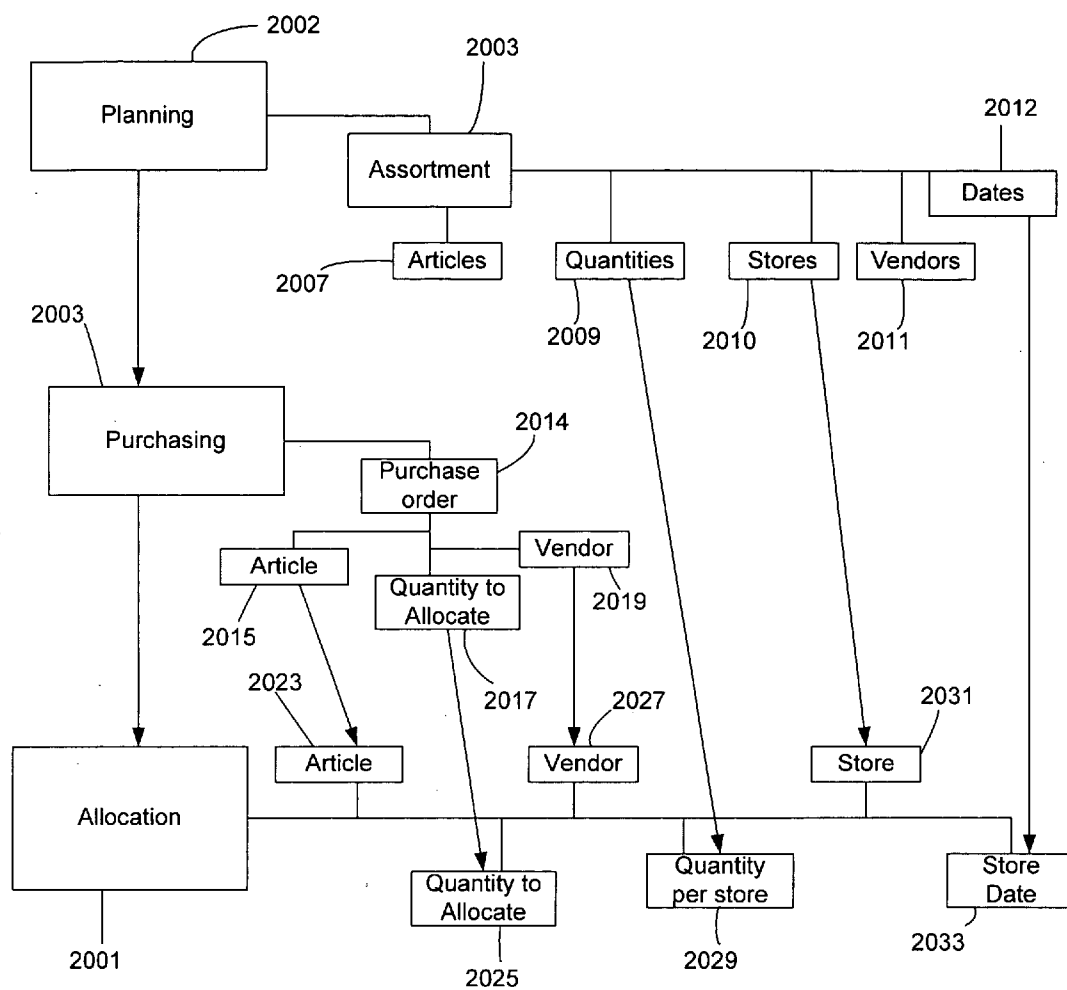 2002
2003
2012
Planning
Assortment
Dates
Articles
Quantities
Stores
Vendors
2007
2009
2010
2011
2003
Purchasing
2014
Purchase
order
Vendor
Article
Quantity to
Allocate
2019
2015
2017
2023
2027
2031
Article
Vendor
Store
Allocation
Quantity to
Allocate
Quantity
per store
Store
Date
2001
2025
2029
2033